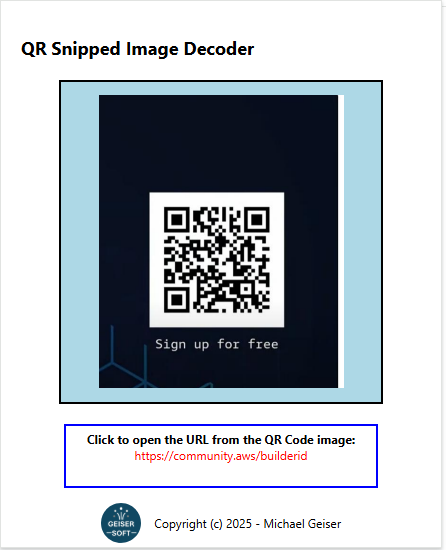 QR Snipped Image Decoder
Sign up for free
Click to open the URL from the QR Code image:
https://community.aws/builderid
GEISER
SOFT
Copyright (c) 2025 - Michael Geiser